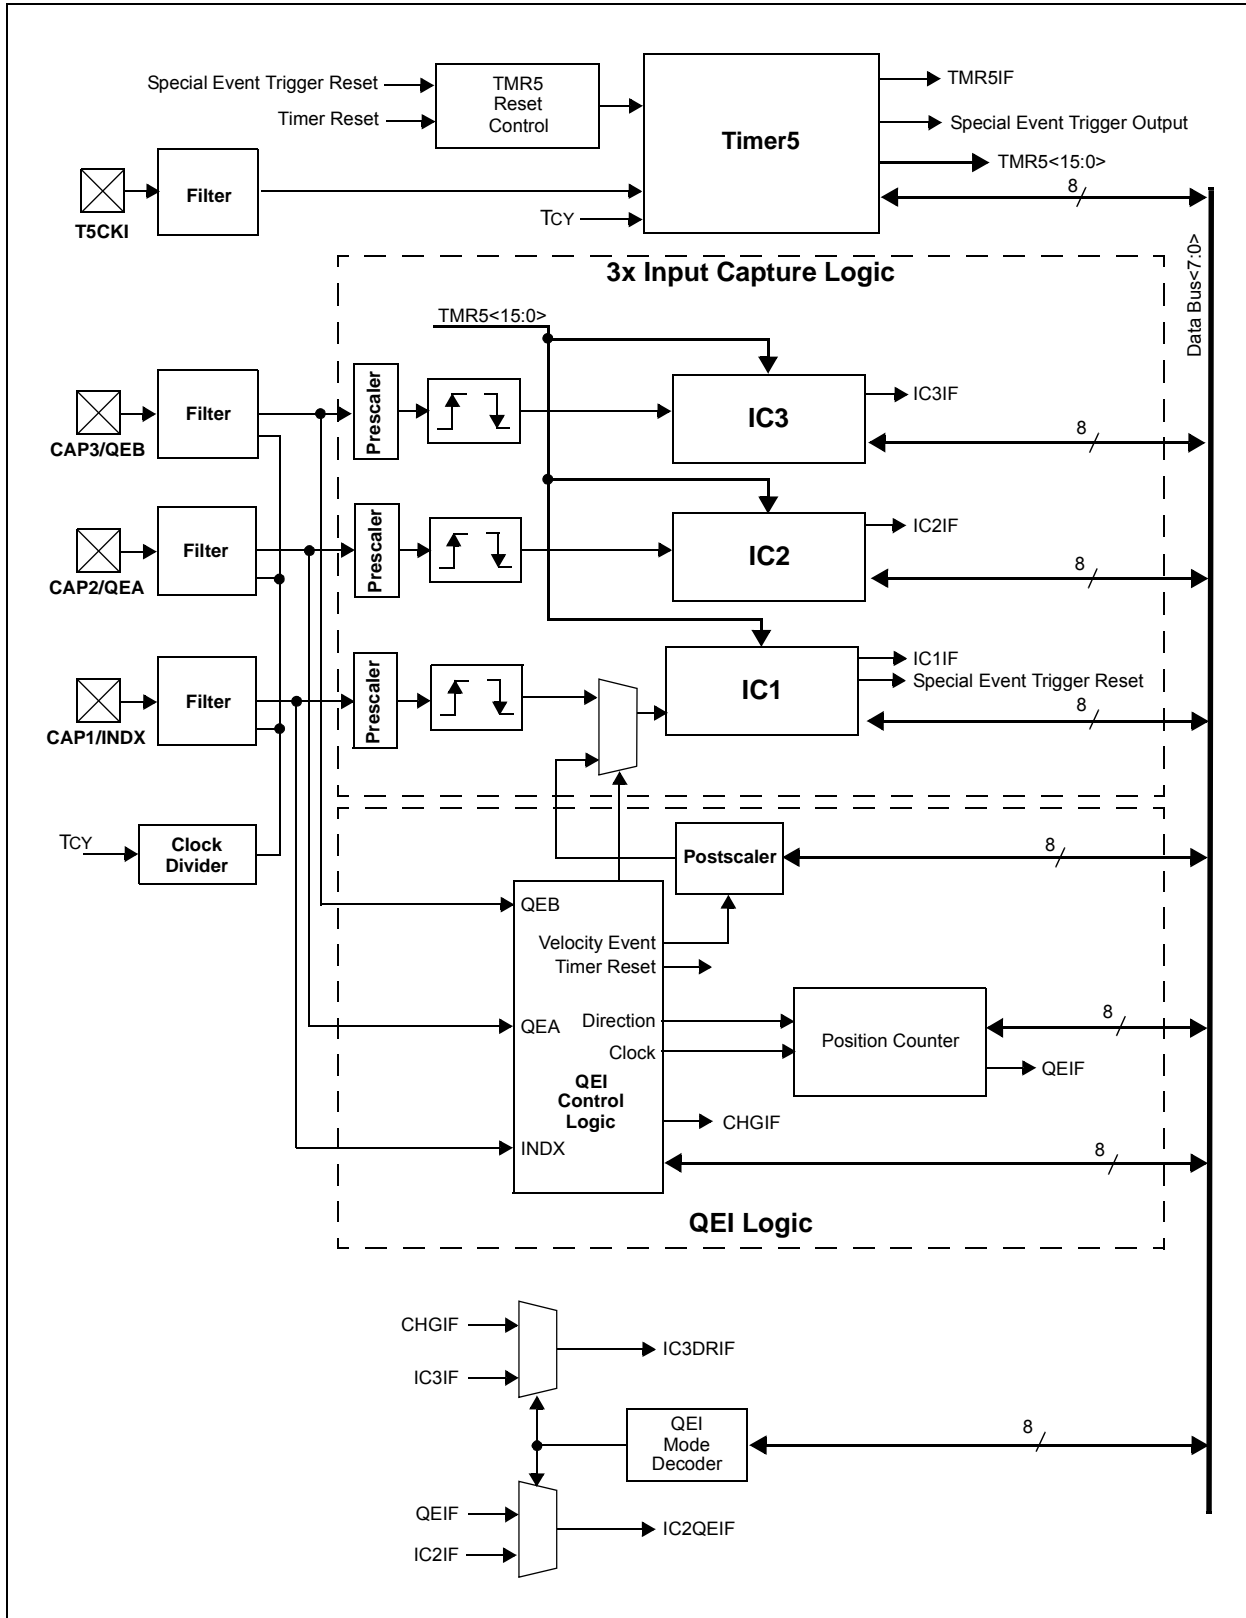 Special Event Trigger Reset
Timer Reset
TMR5
Reset
Control
Timer5
TMR5IF
Special Event Trigger Output
TMR5<15:0>
8
T5CKI
Filter
TCY
Data Bus<7:0>
3x Input Capture Logic
TMR5<15:0>
CAP3/QEB
Filter
Prescaler
IC3
IC3IF
8
CAP2/QEA
Filter
Prescaler
IC2
IC2IF
8
CAP1/INDX
Filter
Prescaler
IC1
IC1IF
Special Event Trigger Reset
8
TCY
Clock
Divider
Postscaler
8
QEB
Velocity Event
Timer Reset
QEA
Direction
Clock
Position Counter
8
QEIF
QEI
Control
Logic
CHGIF
INDX
8
QEI Logic
CHGIF
IC3IF
IC3DRIF
QEI
Mode
Decoder
8
QEIF
IC2IF
IC2QEIF